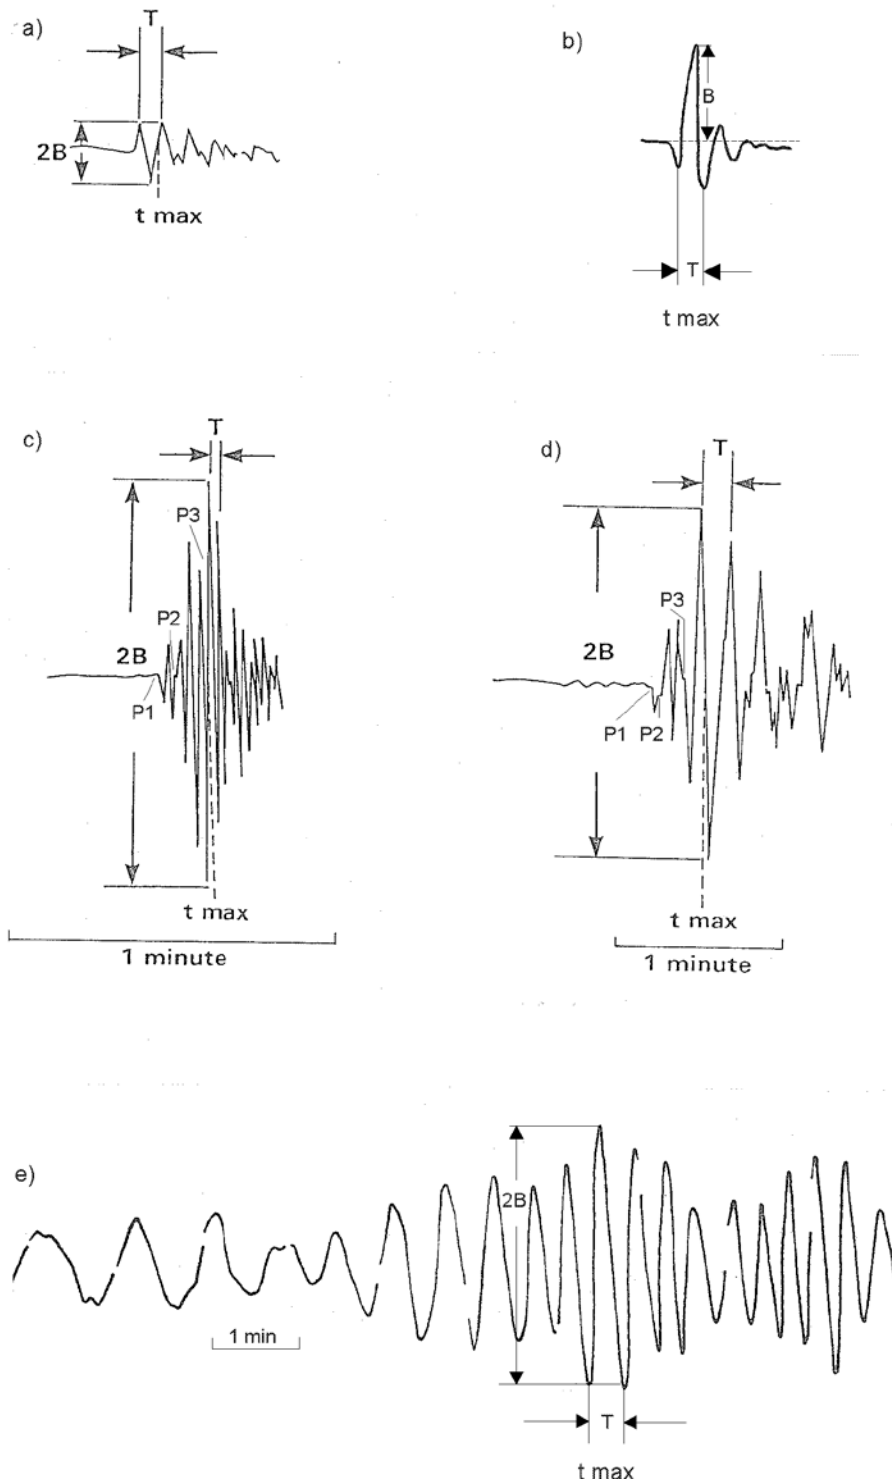 a)
T
2B
t max
b)
B
T
t max
c)
T
P3
P2
2B
P1
t max
1 minute
d)
T
P3
2B
P1
P2
t max
1 minute
e)
2B
1 min
T
t max